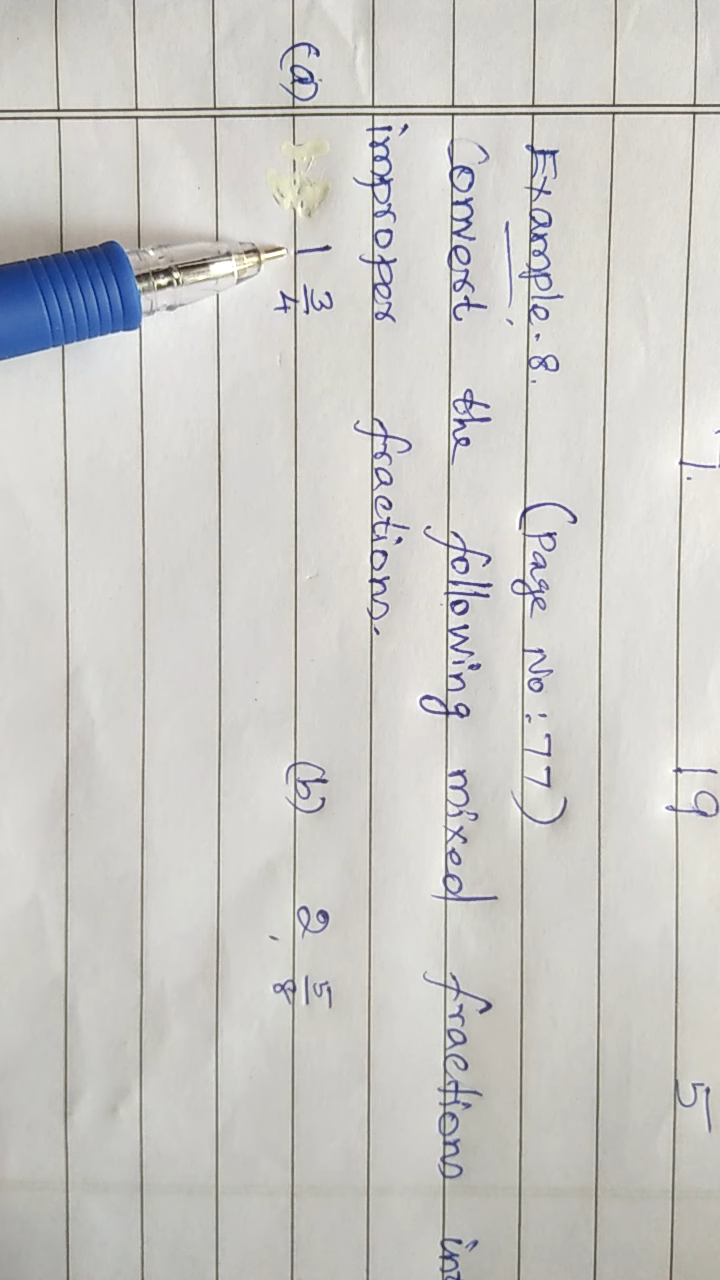 7. 19 5
Example. 8. (Page No: 77)
Convert the following mixed fractions
improper fractions.
(a) 1 3/4 (b) 2 5/8